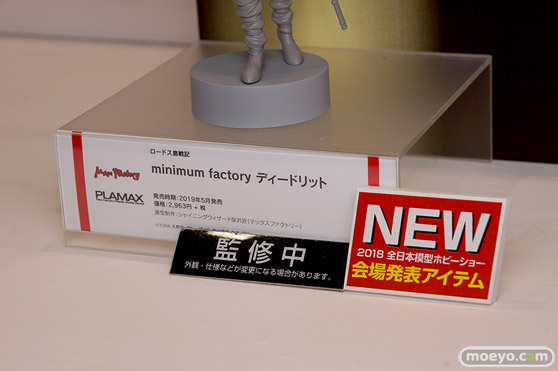 ロードス島戦記
Max Factory
minimum factory ディードリット
PLAMAX
発売時期:2019年5月発売
価格:2,963円 + 税
原型制作:シャイニングウィザード@沢近(マックスファクトリー)
監修中
外観・仕様などが変更になる場合があります。
NEW
2018 全日本模型ホビーショー
会場発表アイテム
moeyo.com